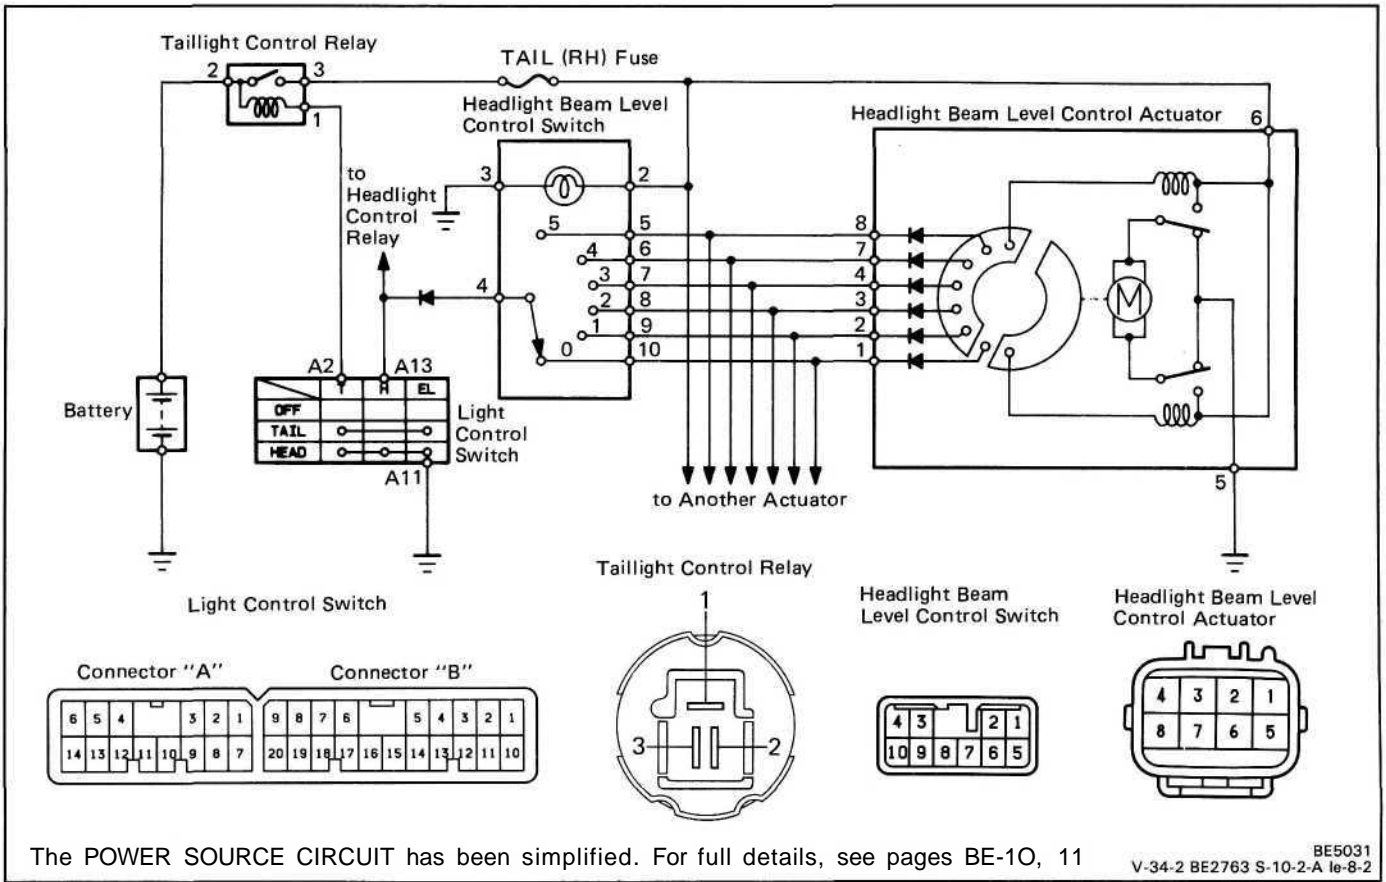 Taillight Control Relay
2
3
1
TAIL (RH) Fuse
Headlight Beam Level
Control Switch
Headlight Beam Level Control Actuator
6
to
Headlight
Control
Relay
3
2
5
5
8
4
6
7
3
7
4
4
2
8
3
1
9
2
0
10
1
M
A2
A13
T
H
EL
OFF
TAIL
HEAD
Light
Control
Switch
A11
Battery
to Another Actuator
5
Light Control Switch
Connector "A"
Connector "B"
6 5 4 3 2 1
14 13 12 11 10 9 8 7
9 8 7 6 5 4 3 2 1
20 19 18 17 16 15 14 13 12 11 10
Taillight Control Relay
1
3
2
Headlight Beam
Level Control Switch
4 3 2 1
10 9 8 7 6 5
Headlight Beam Level
Control Actuator
4 3 2 1
8 7 6 5
The POWER SOURCE CIRCUIT has been simplified. For full details, see pages BE-1O, 11
BE5031
V-34-2 BE2763 S-10-2-A le-8-2